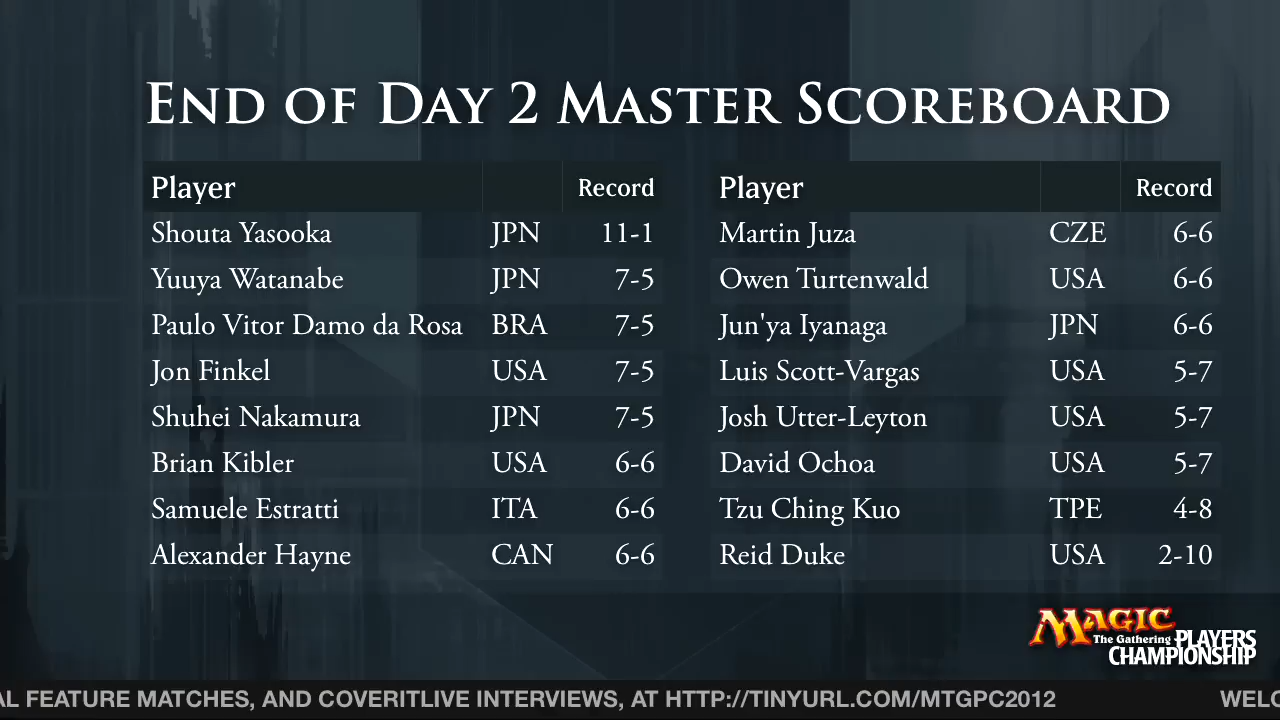 END OF DAY 2 MASTER SCOREBOARD
Player Record
Shouta Yasooka JPN 11-1
Yuuya Watanabe JPN 7-5
Paulo Vitor Damo da Rosa BRA 7-5
Jon Finkel USA 7-5
Shuhei Nakamura JPN 7-5
Brian Kibler USA 6-6
Samuele Estratti ITA 6-6
Alexander Hayne CAN 6-6
Player Record
Martin Juza CZE 6-6
Owen Turtenwald USA 6-6
Jun'ya Iyanaga JPN 6-6
Luis Scott-Vargas USA 5-7
Josh Utter-Leyton USA 5-7
David Ochoa USA 5-7
Tzu Ching Kuo TPE 4-8
Reid Duke USA 2-10
MAGIC
The Gathering PLAYERS
CHAMPIONSHIP
AL FEATURE MATCHES, AND COVERITLIVE INTERVIEWS, AT HTTP://TINYURL.COM/MTGPC2012 WELC